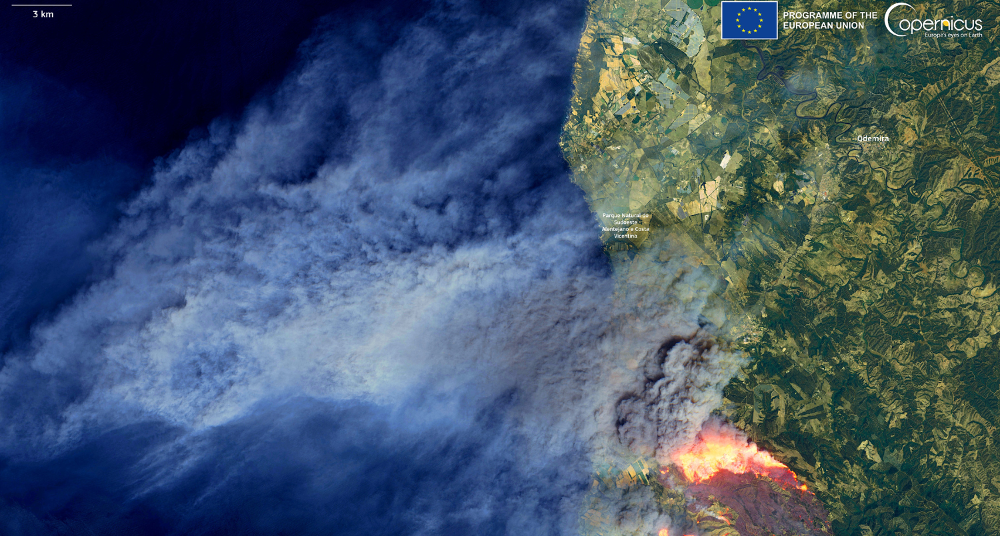 3 km
PROGRAMME OF THE
EUROPEAN UNION
Copernicus
Europe's eyes on Earth
Odemira
Parque Natural do
Sudoeste
Alentejano e Costa
Vicentina